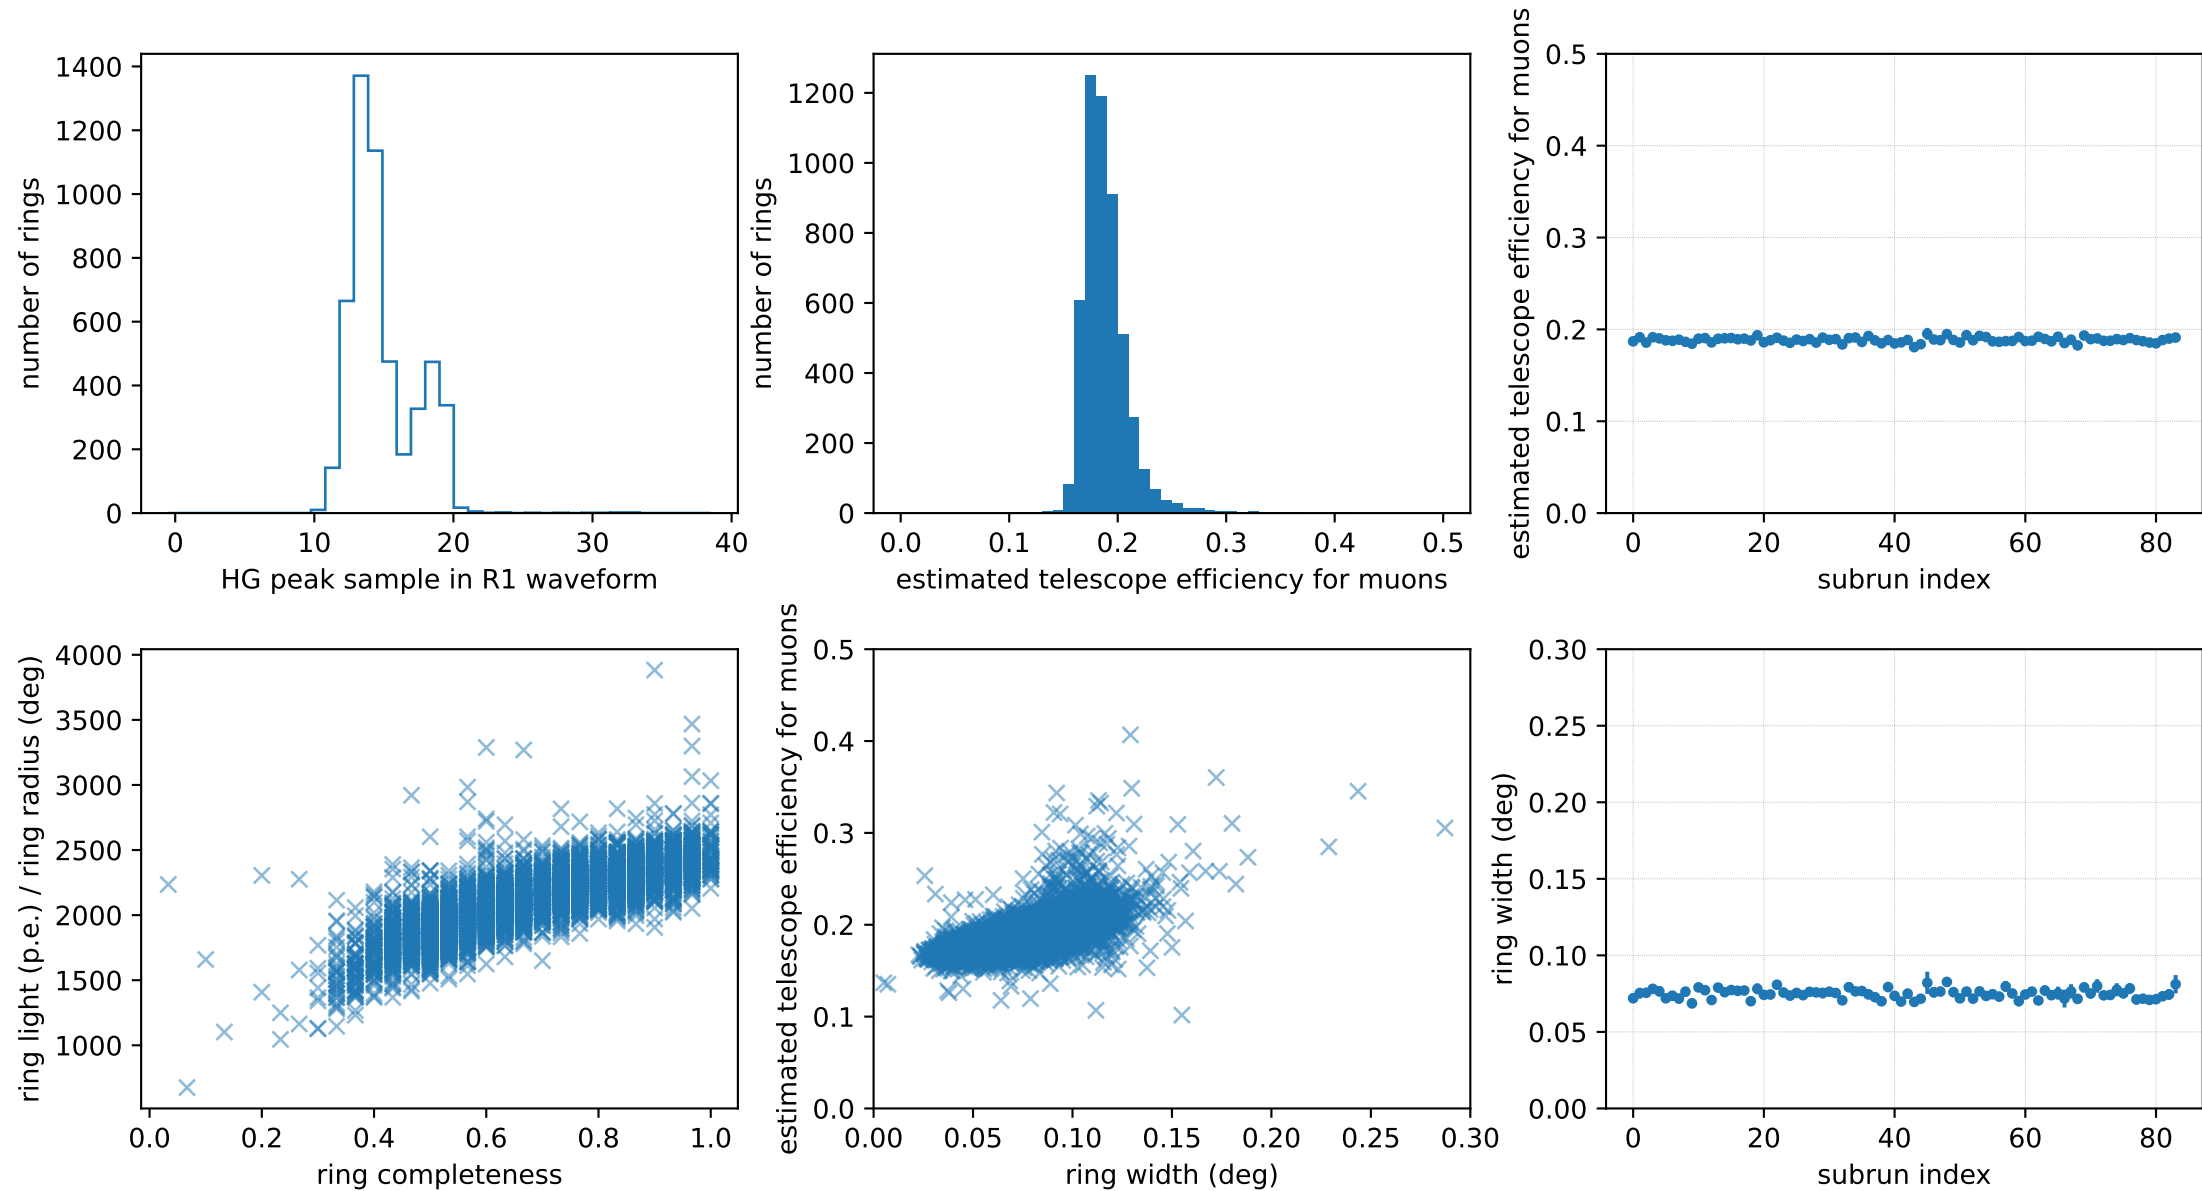 number of rings
1400
1200
1000
800
600
400
200
0
0 10 20 30 40
HG peak sample in R1 waveform
number of rings
1200
1000
800
600
400
200
0
0.0 0.1 0.2 0.3 0.4 0.5
estimated telescope efficiency for muons
estimated telescope efficiency for muons
0.5
0.4
0.3
0.2
0.1
0.0
0 20 40 60 80
subrun index
ring light (p.e.) / ring radius (deg)
4000
3500
3000
2500
2000
1500
1000
0.0 0.2 0.4 0.6 0.8 1.0
ring completeness
estimated telescope efficiency for muons
0.5
0.4
0.3
0.2
0.1
0.0
0.00 0.05 0.10 0.15 0.20 0.25 0.30
ring width (deg)
ring width (deg)
0.30
0.25
0.20
0.15
0.10
0.05
0.00
0 20 40 60 80
subrun index